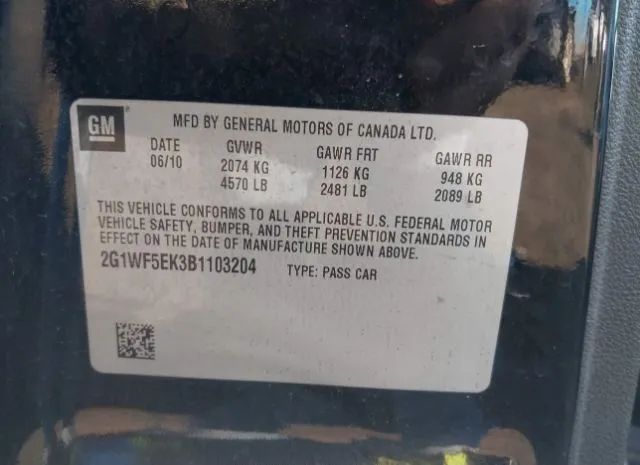 GM
MFD BY GENERAL MOTORS OF CANADA LTD.
DATE GVWR GAWR FRT GAWR RR
06/10 2074 KG 1126 KG 948 KG
4570 LB 2481 LB 2089 LB
THIS VEHICLE CONFORMS TO ALL APPLICABLE U.S. FEDERAL MOTOR
VEHICLE SAFETY, BUMPER, AND THEFT PREVENTION STANDARDS IN
EFFECT ON THE DATE OF MANUFACTURE SHOWN ABOVE.
2G1WF5EK3B1103204 TYPE: PASS CAR